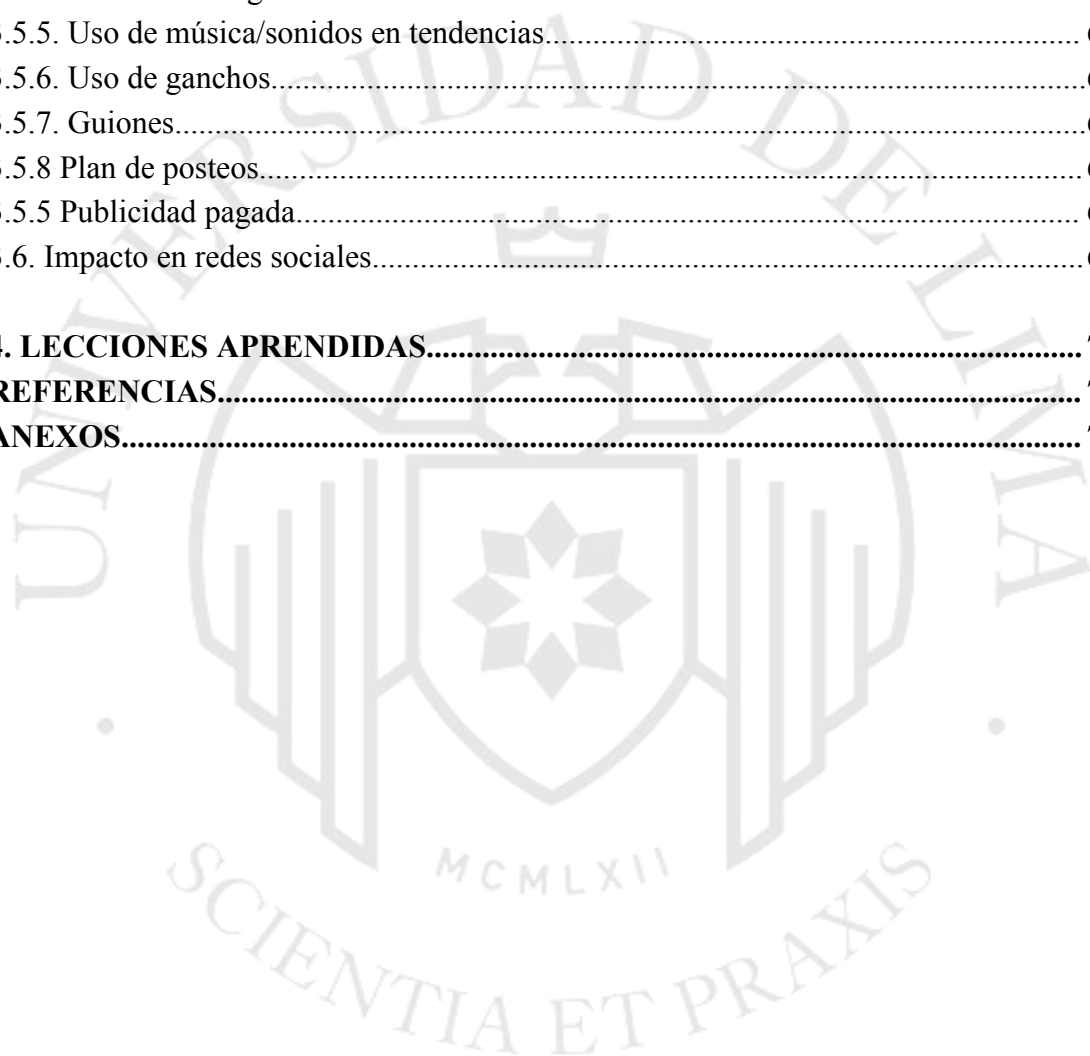 .5.5. Uso de música/sonidos en tendencias
.5.6. Uso de ganchos
.5.7. Guiones
.5.8 Plan de posteos
.5.5 Publicidad pagada
.6. Impacto en redes sociales
4. LECCIONES APRENDIDAS
REFERENCIAS
ANEXOS
UNIVERSIDAD DE LIMA
MCMLXII
SCIENTIA ET PRAXIS